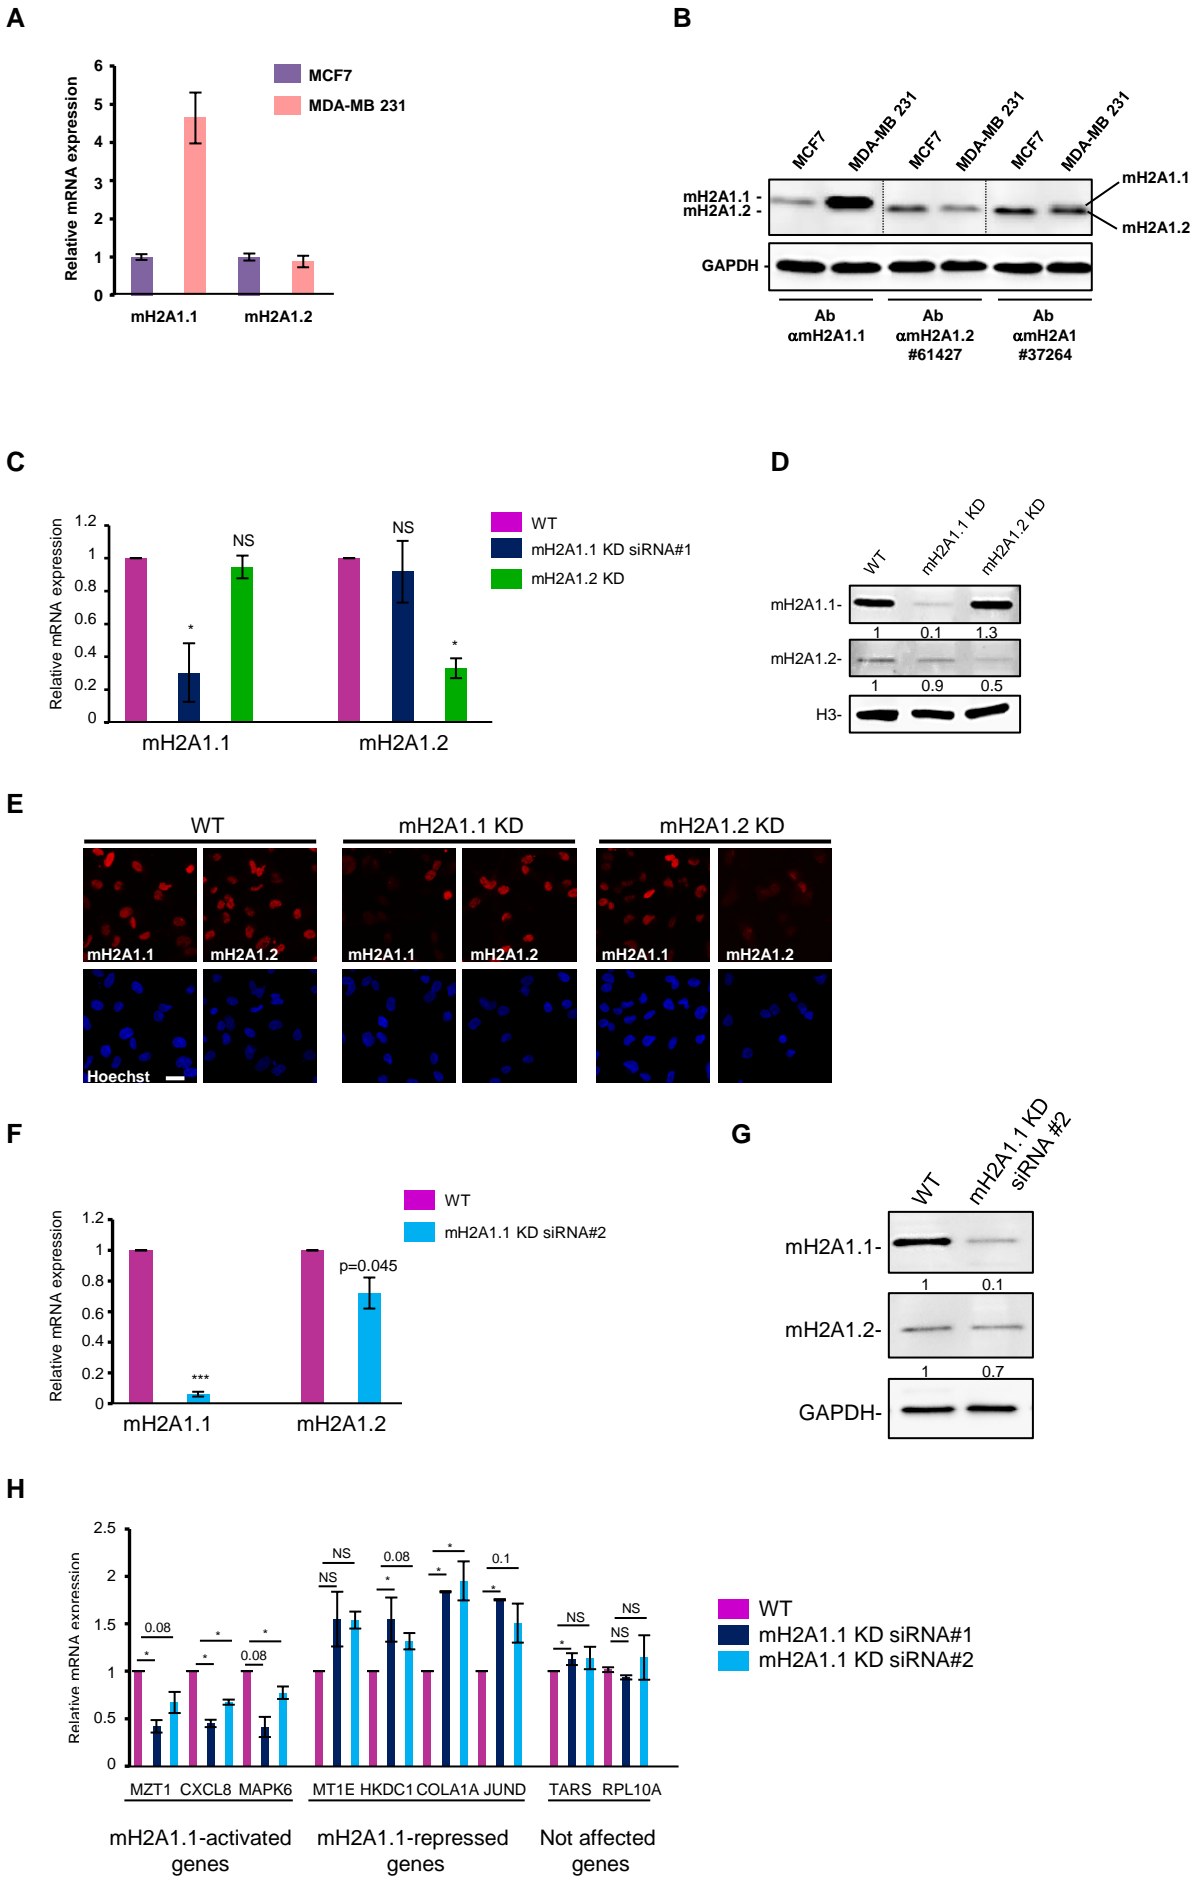 A
6
5
4
3
2
1
0
Relative mRNA expression
MCF7
MDA-MB 231
mH2A1.1
mH2A1.2
B
MCF7
MDA-MB 231
MCF7
MDA-MB 231
MCF7
MDA-MB 231
mH2A1.1 -
mH2A1.2 -
mH2A1.1
mH2A1.2
GAPDH -
Ab
αmH2A1.1
Ab
αmH2A1.2
#61427
Ab
αmH2A1
#37264
C
1.2
1
0.8
0.6
0.4
0.2
0
Relative mRNA expression
*
NS
NS
*
WT
mH2A1.1 KD siRNA#1
mH2A1.2 KD
mH2A1.1
mH2A1.2
D
WT
mH2A1.1 KD
mH2A1.2 KD
mH2A1.1-
1 0.1 1.3
mH2A1.2-
1 0.9 0.5
H3-
E
WT
mH2A1.1 KD
mH2A1.2 KD
mH2A1.1
mH2A1.2
mH2A1.1
mH2A1.2
mH2A1.1
mH2A1.2
Hoechst
F
1.2
1
0.8
0.6
0.4
0.2
0
Relative mRNA expression
***
p=0.045
WT
mH2A1.1 KD siRNA#2
mH2A1.1
mH2A1.2
G
WT
mH2A1.1 KD
siRNA #2
mH2A1.1-
1 0.1
mH2A1.2-
1 0.7
GAPDH-
H
2.5
2
1.5
1
0.5
0
Relative mRNA expression
0.08
*
*
*
*
0.08
NS
NS
0.08
*
*
*
0.1
*
NS
*
NS
NS
WT
mH2A1.1 KD siRNA#1
mH2A1.1 KD siRNA#2
MZT1 CXCL8 MAPK6
MT1E HKDC1 COLA1A JUND
TARS RPL10A
mH2A1.1-activated
genes
mH2A1.1-repressed
genes
Not affected
genes